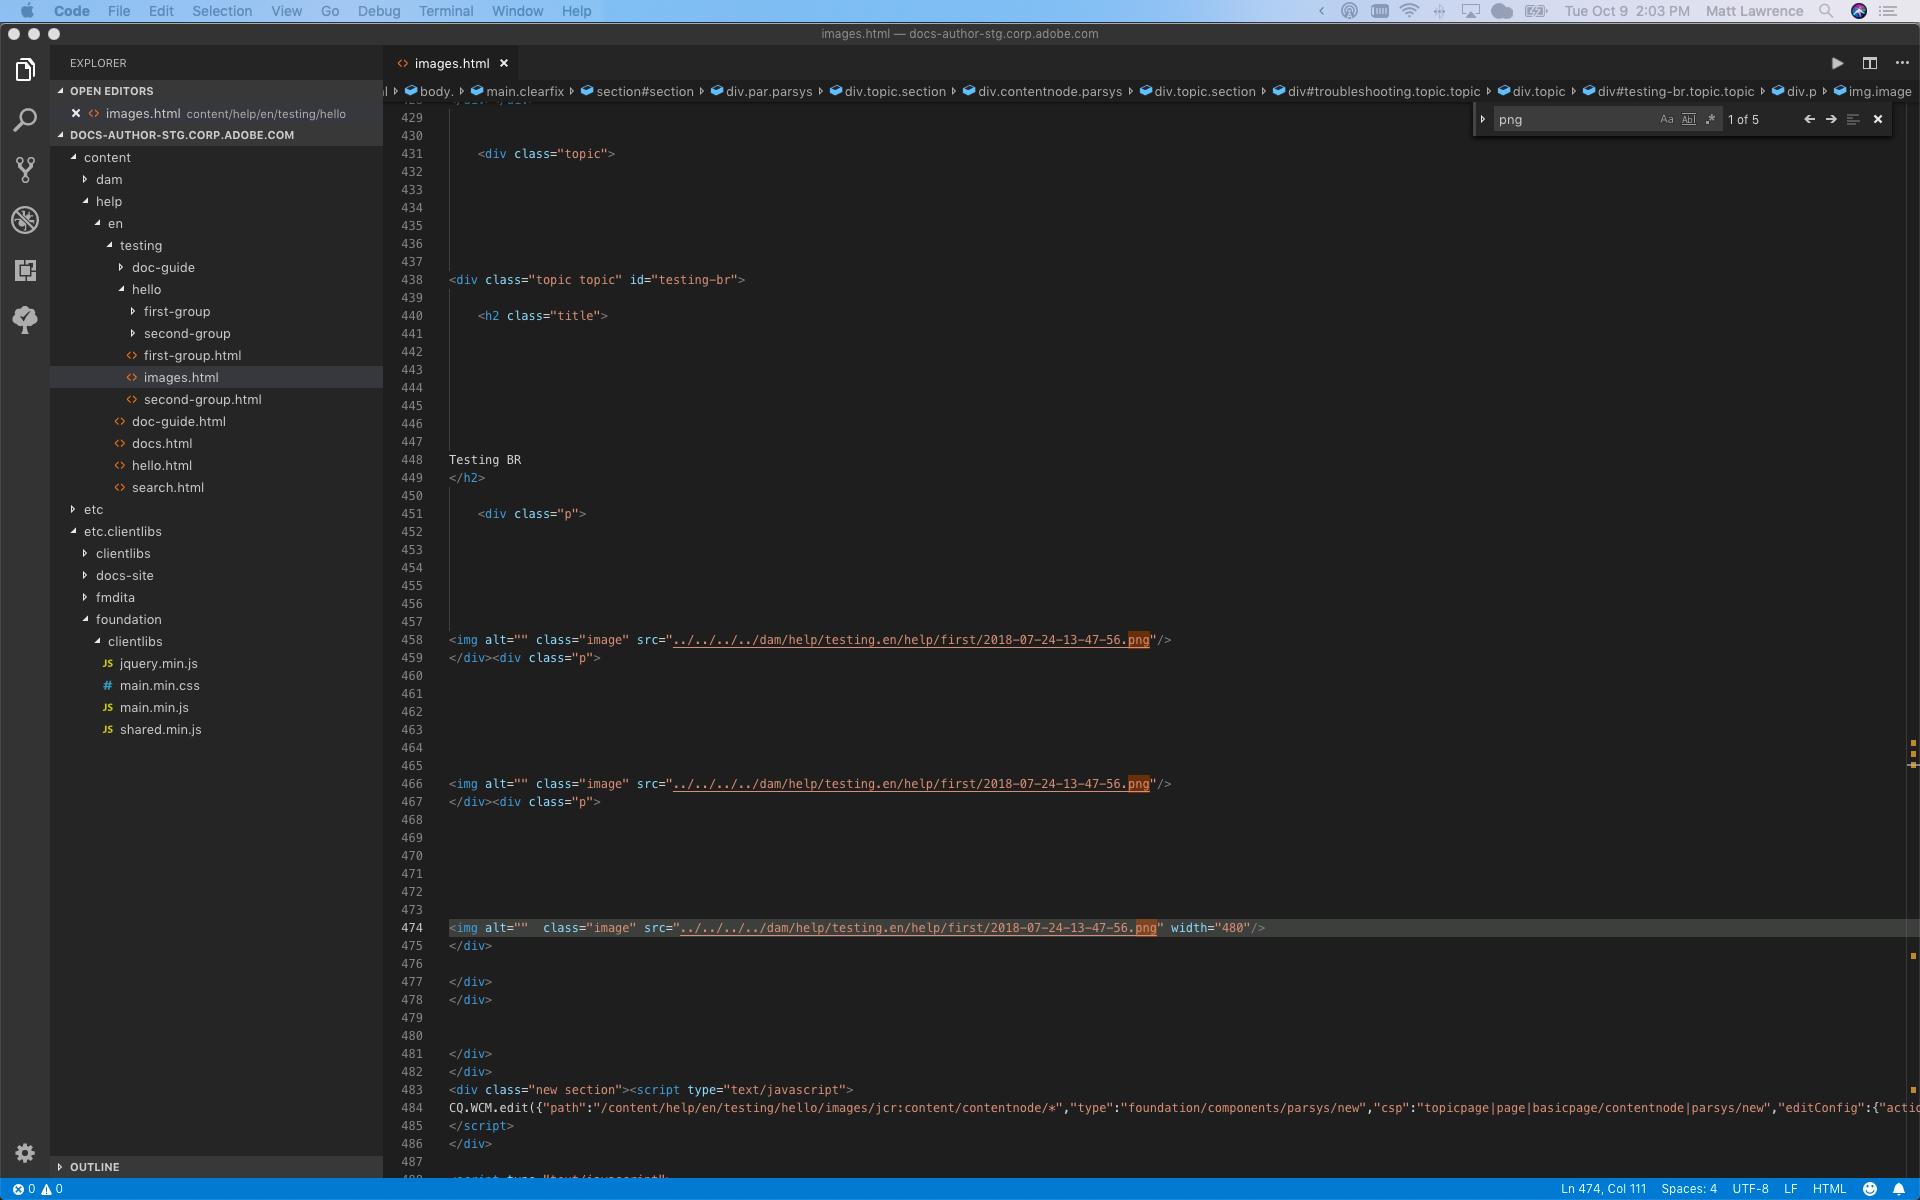 Code File Edit Selection View Go Debug Terminal Window Help Tue Oct 9 2:03 PM Matt Lawrence
images.html — docs-author-stg.corp.adobe.com
EXPLORER
OPEN EDITORS
images.html content/help/en/testing/hello
DOCS-AUTHOR-STG.CORP.ADOBE.COM
content
dam
help
en
testing
doc-guide
hello
first-group
second-group
first-group.html
images.html
second-group.html
doc-guide.html
docs.html
hello.html
search.html
etc
etc.clientlibs
clientlibs
docs-site
fmdita
foundation
clientlibs
JS jquery.min.js
# main.min.css
JS main.min.js
JS shared.min.js
OUTLINE
images.html
body. main.clearfix section#section div.par.parsys div.topic.section div.contentnode.parsys div.topic.section div#troubleshooting.topic.topic div.topic div#testing-br.topic.topic div.p img.image
png Aa Abl .* 1 of 5
429
430
431 <div class="topic">
432
433
434
435
436
437
438 <div class="topic topic" id="testing-br">
439
440 <h2 class="title">
441
442
443
444
445
446
447
448 Testing BR
449 </h2>
450
451 <div class="p">
452
453
454
455
456
457
458 <img alt="" class="image" src="../../../../dam/help/testing.en/help/first/2018-07-24-13-47-56.png"/>
459 </div><div class="p">
460
461
462
463
464
465
466 <img alt="" class="image" src="../../../../dam/help/testing.en/help/first/2018-07-24-13-47-56.png"/>
467 </div><div class="p">
468
469
470
471
472
473
474 <img alt=""  class="image" src="../../../../dam/help/testing.en/help/first/2018-07-24-13-47-56.png" width="480"/>
475 </div>
476
477 </div>
478 </div>
479
480
481 </div>
482 </div>
483 <div class="new section"><script type="text/javascript">
484 CQ.WCM.edit({"path":"/content/help/en/testing/hello/images/jcr:content/contentnode/*","type":"foundation/components/parsys/new","csp":"topicpage|page|basicpage/contentnode|parsys/new","editConfig":{"actio
485 </script>
486 </div>
487
0 0 Ln 474, Col 111 Spaces: 4 UTF-8 LF HTML